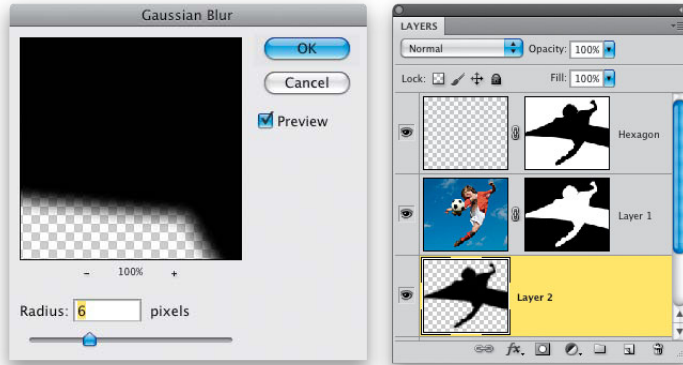 Gaussian Blur
OK
Cancel
Preview
- 100% +
Radius: 6 pixels
LAYERS
Normal Opacity: 100%
Lock: Fill: 100%
Hexagon
Layer 1
Layer 2
fx.